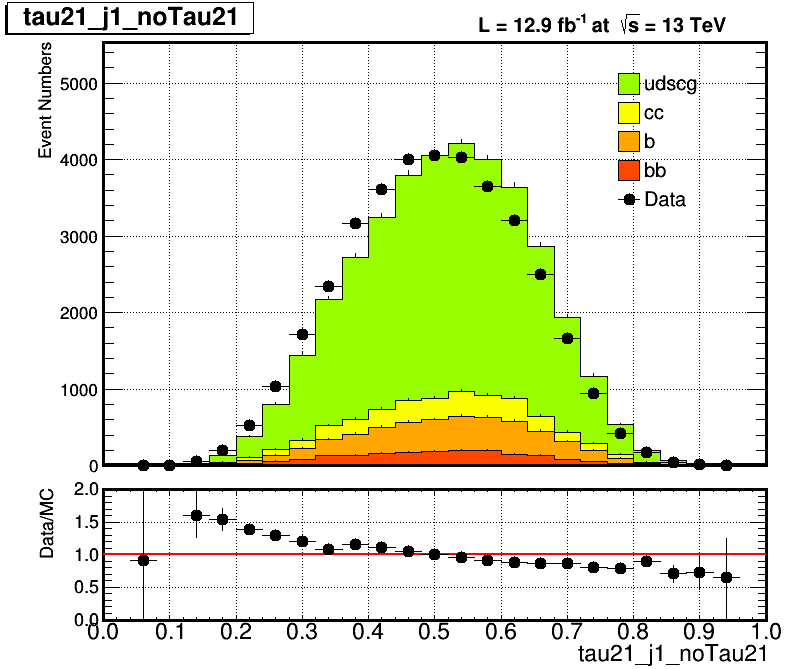 tau21_j1_noTau21
L = 12.9 fb-1 at √s = 13 TeV
Event Numbers
5000
4000
3000
2000
1000
0
udscg
cc
b
bb
Data
Data/MC
2.0
1.5
1.0
0.5
0.0
0.0 0.1 0.2 0.3 0.4 0.5 0.6 0.7 0.8 0.9 1.0
tau21_j1_noTau21